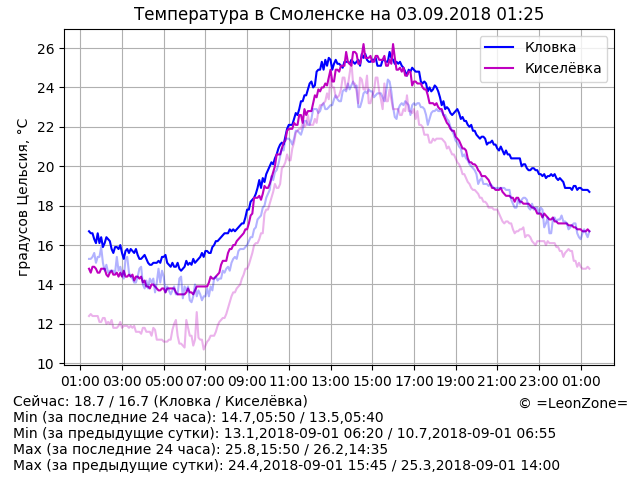 Температура в Смоленске на 03.09.2018 01:25
Кловка
Киселёвка
градусов Цельсия, °C
26
24
22
20
18
16
14
12
10
01:00 03:00 05:00 07:00 09:00 11:00 13:00 15:00 17:00 19:00 21:00 23:00 01:00
Сейчас: 18.7 / 16.7 (Кловка / Киселёвка)
© =LeonZone=
Min (за последние 24 часа): 14.7,05:50 / 13.5,05:40
Min (за предыдущие сутки): 13.1,2018-09-01 06:20 / 10.7,2018-09-01 06:55
Max (за последние 24 часа): 25.8,15:50 / 26.2,14:35
Max (за предыдущие сутки): 24.4,2018-09-01 15:45 / 25.3,2018-09-01 14:00